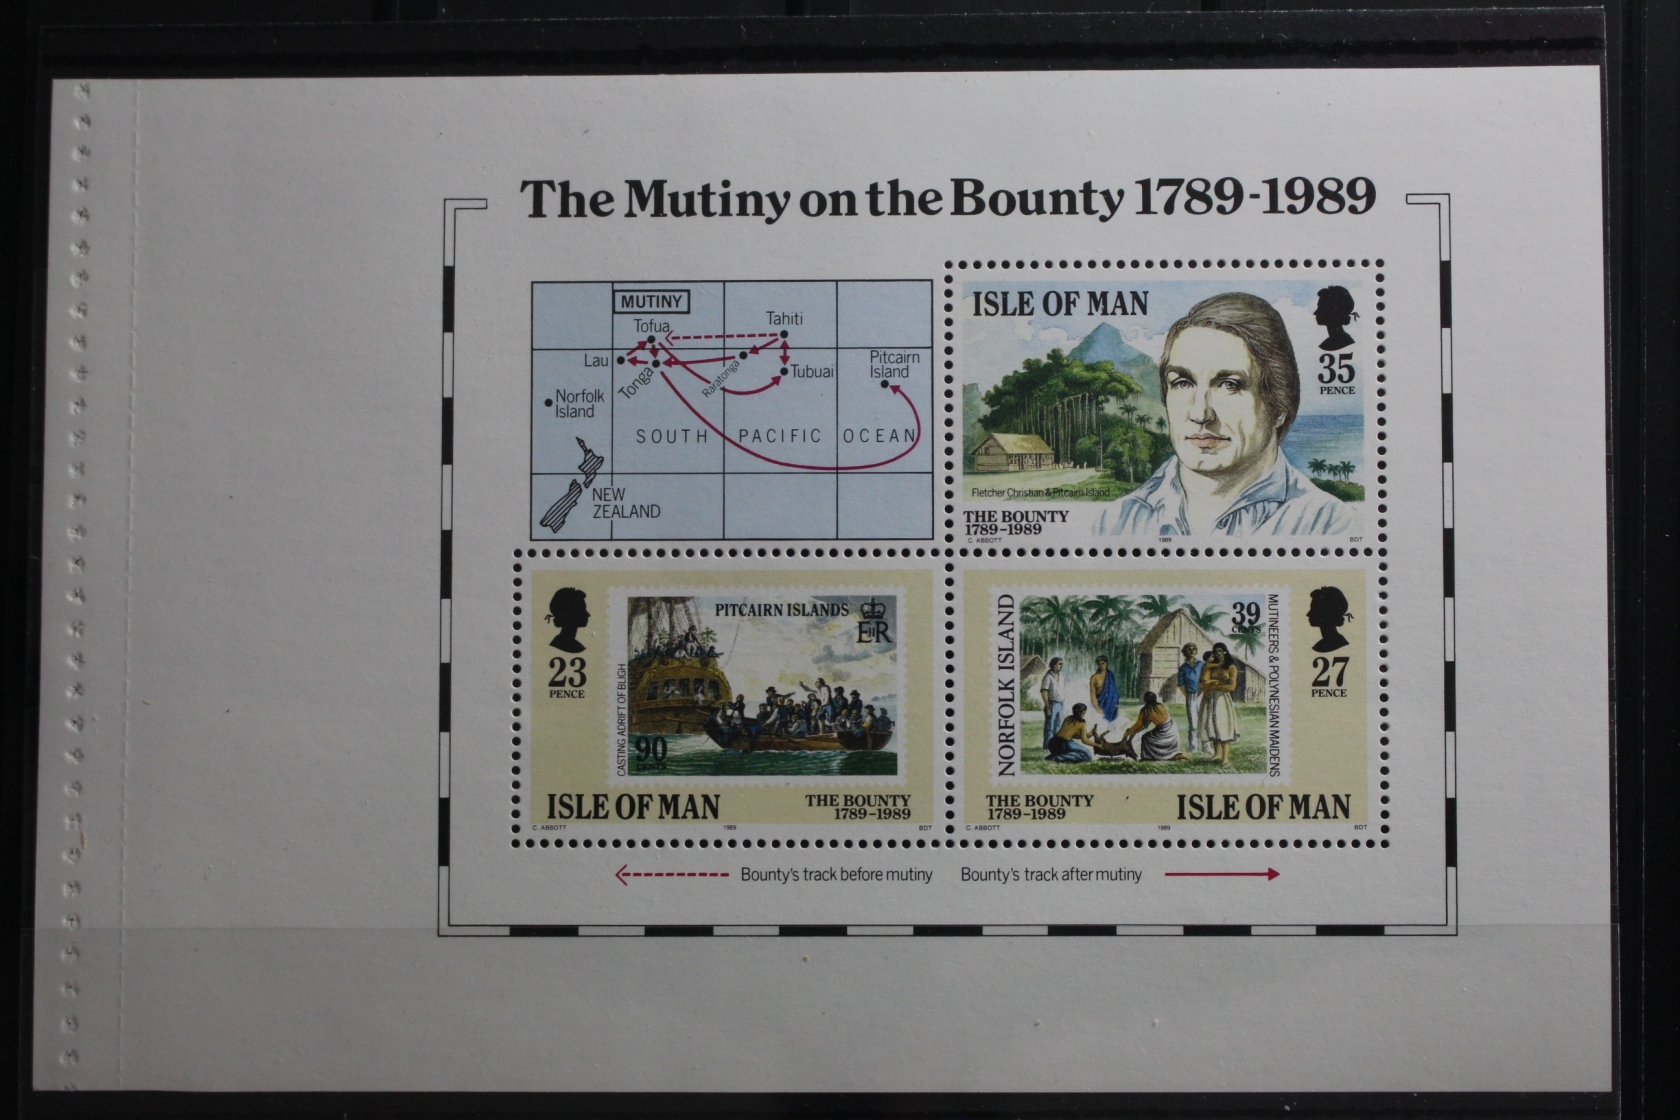 The Mutiny on the Bounty 1789-1989
MUTINY
Tofua
Tahiti
Lau
Tonga
Raratonga
Tubuai
Pitcairn
Island
Norfolk
Island
SOUTH PACIFIC OCEAN
NEW
ZEALAND
ISLE OF MAN
35
PENCE
Fletcher Christian & Pitcairn Island
THE BOUNTY
1789-1989
C. ABBOTT 1989 BDT
23
PENCE
PITCAIRN ISLANDS
EIIR
CASTING ADRIFT OF BLIGH
90
CENTS
ISLE OF MAN
THE BOUNTY
1789-1989
C. ABBOTT 1989 BDT
NORFOLK ISLAND
39
CENTS
MUTINEERS & POLYNESIAN MAIDENS
27
PENCE
THE BOUNTY
1789-1989
ISLE OF MAN
C. ABBOTT 1989 BDT
Bounty's track before mutiny Bounty's track after mutiny